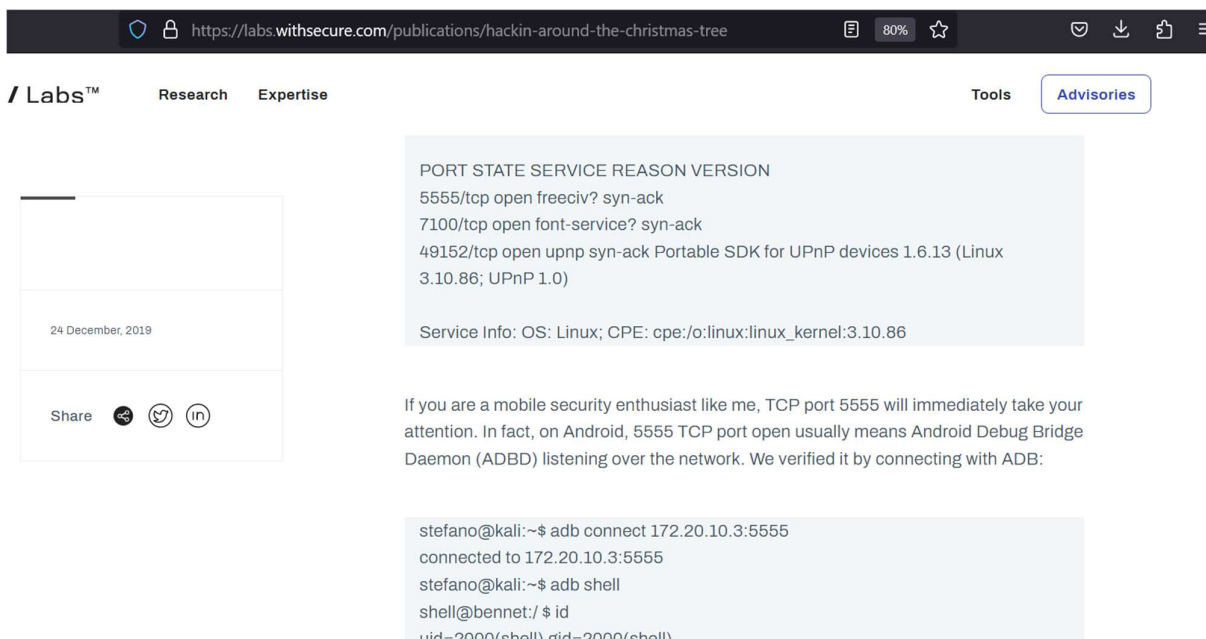 https://labs.withsecure.com/publications/hackin-around-the-christmas-tree
80%
/ Labs™
Research
Expertise
Tools
Advisories
PORT STATE SERVICE REASON VERSION
5555/tcp open freeciv? syn-ack
7100/tcp open font-service? syn-ack
49152/tcp open upnp syn-ack Portable SDK for UPnP devices 1.6.13 (Linux
3.10.86; UPnP 1.0)
Service Info: OS: Linux; CPE: cpe:/o:linux:linux_kernel:3.10.86
24 December, 2019
Share
in
If you are a mobile security enthusiast like me, TCP port 5555 will immediately take your
attention. In fact, on Android, 5555 TCP port open usually means Android Debug Bridge
Daemon (ADBD) listening over the network. We verified it by connecting with ADB:
stefano@kali:~$ adb connect 172.20.10.3:5555
connected to 172.20.10.3:5555
stefano@kali:~$ adb shell
shell@bennet:/ $ id
uid=2000(shell) gid=2000(shell)